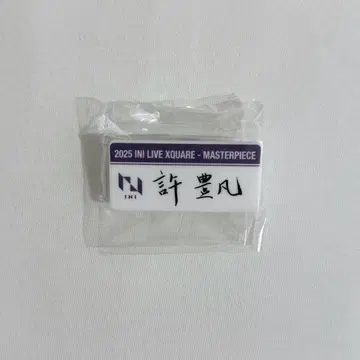 2025 INI LIVE XQUARE - MASTERPIECE
許豊凡
INI